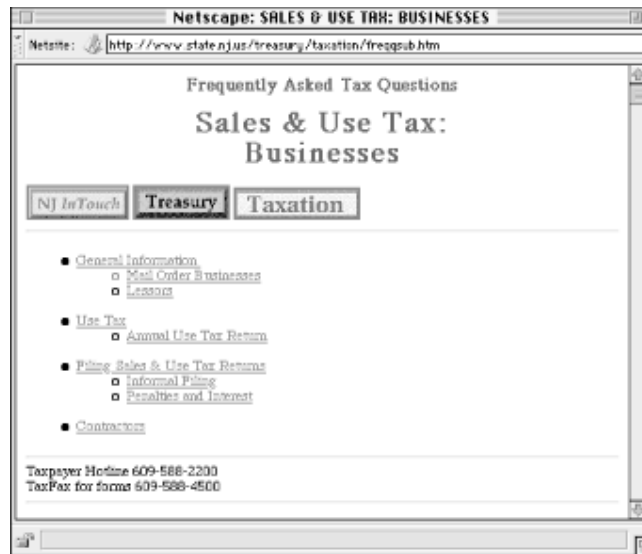 Netscape: SALES & USE TAX: BUSINESSES
Netsite: http://www.state.nj.us/treasury/taxation/freqqsub.htm
Frequently Asked Tax Questions
Sales & Use Tax:
Businesses
NJ InTouch Treasury Taxation
General Information
Mail Order Businesses
Lessors
Use Tax
Annual Use Tax Return
Filing Sales & Use Tax Returns
Informal Filing
Penalties and Interest
Contractors
Taxpayer Hotline 609-588-2200
TaxFax for forms 609-588-4500